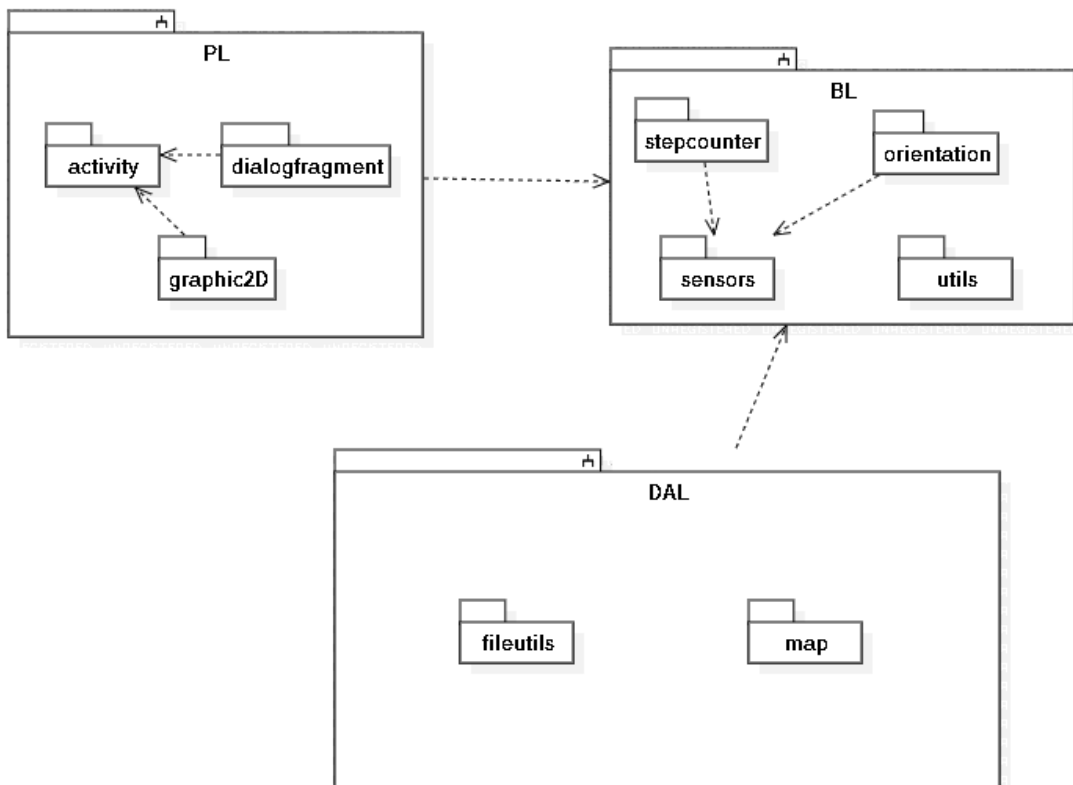 PL
activity
dialogfragment
graphic2D
BL
stepcounter
orientation
sensors
utils
DAL
fileutils
map